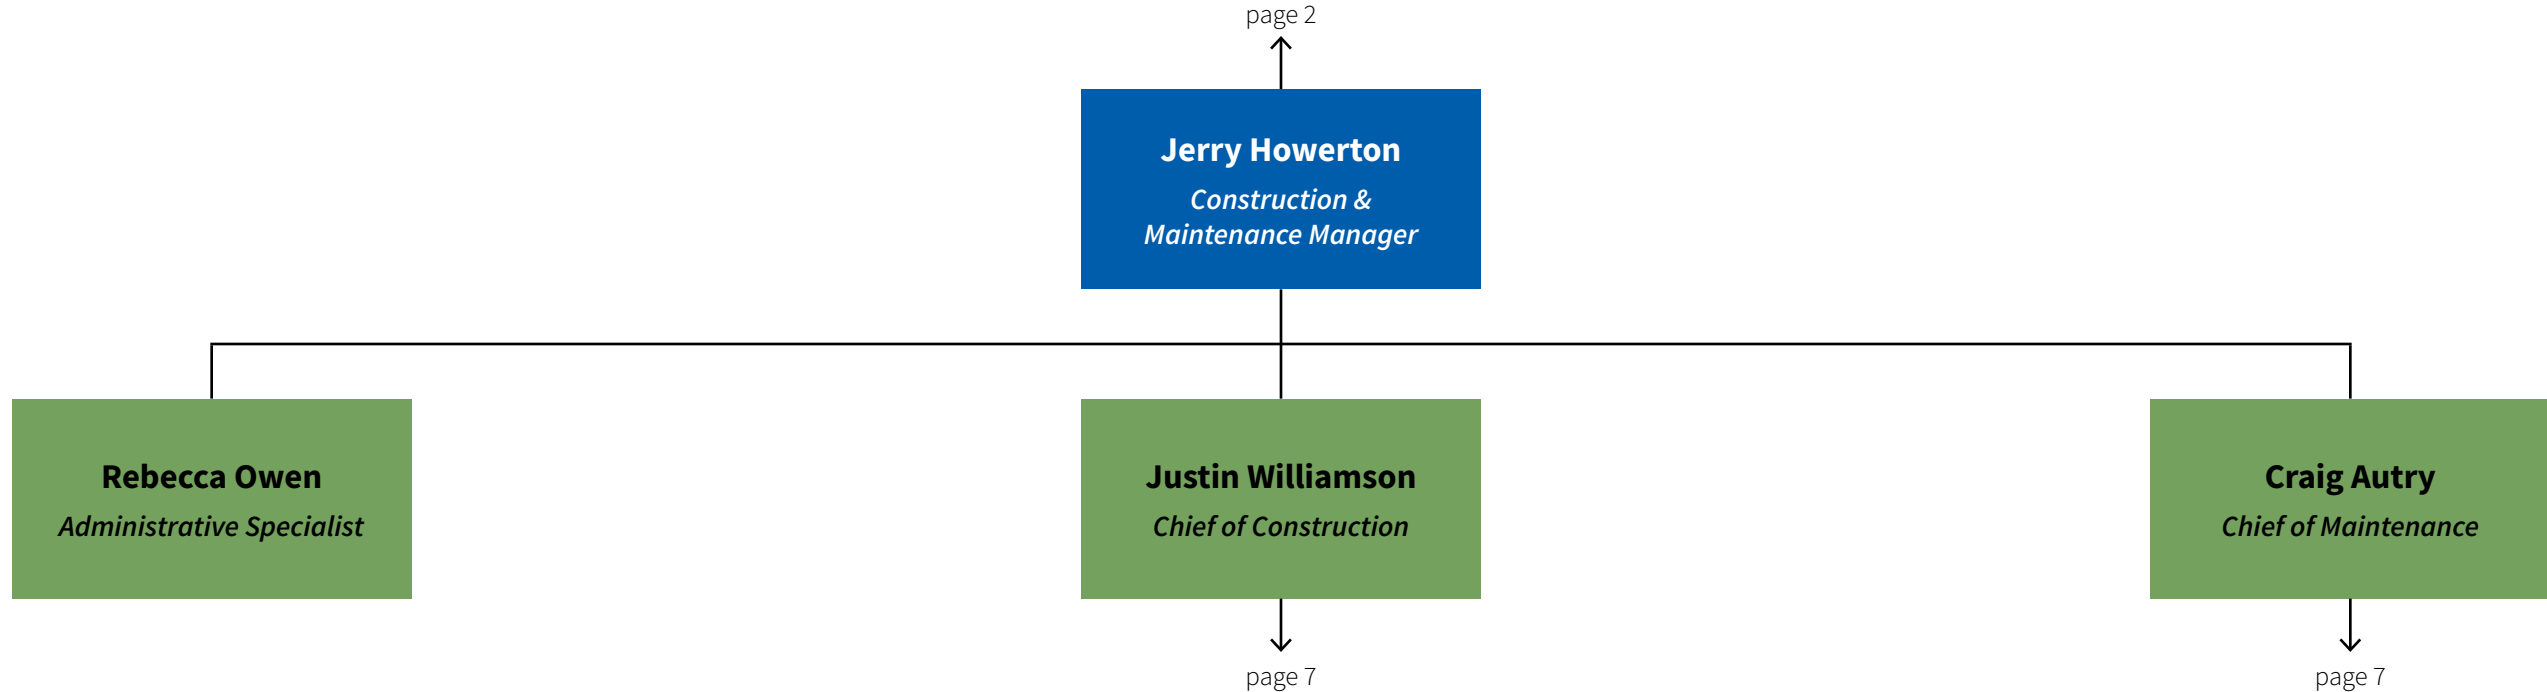 page 2
Jerry Howerton
Construction &
Maintenance Manager
Rebecca Owen
Administrative Specialist
Justin Williamson
Chief of Construction
Craig Autry
Chief of Maintenance
page 7
page 7